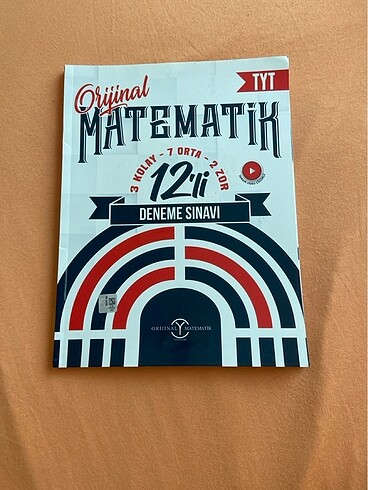 TYT
Orijinal
MATEMATİK
3 KOLAY - 7 ORTA - 2 ZOR
12'li
DENEME SINAVI
ORİJİNAL MATEMATİK